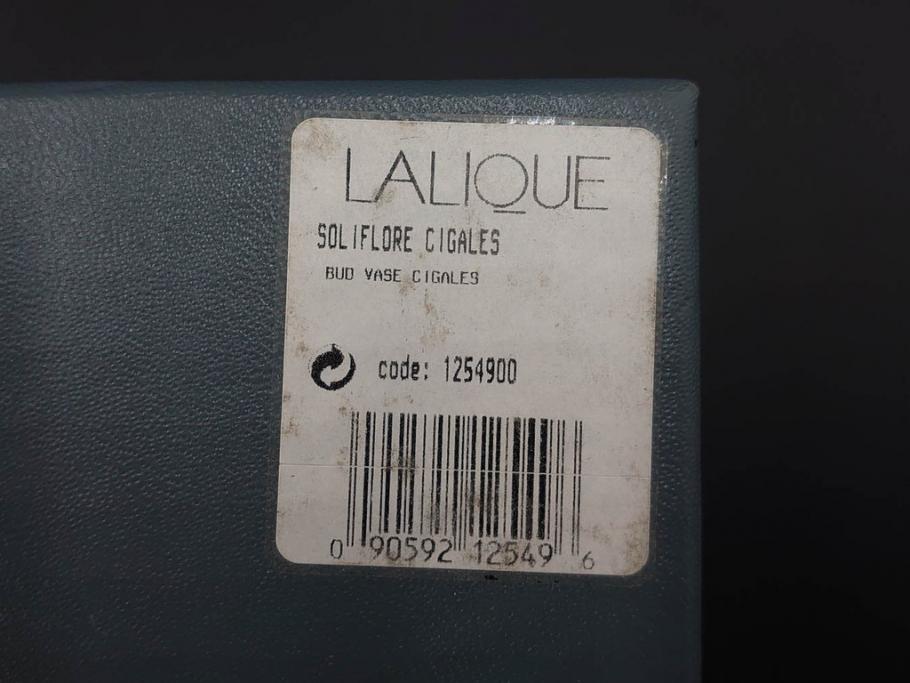 LALIQUE
SOLIFLORE CIGALES
BUD VASE CIGALES
code: 1254900
0 90592 12549 6